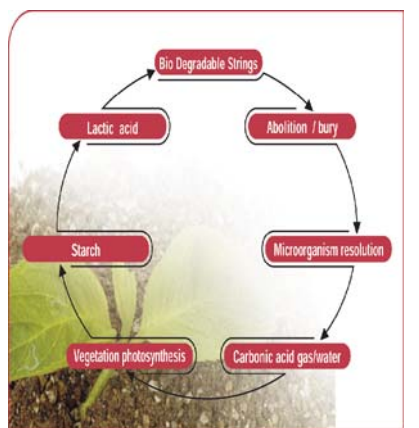 Bio Degradable Strings
Abolition / bury
Microorganism resolution
Carbonic acid gas/water
Vegetation photosynthesis
Starch
Lactic acid